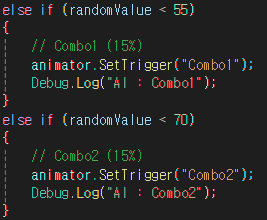 else if (randomValue < 55)
{
// Combo1 (15%)
animator.SetTrigger("Combo1");
Debug.Log("AI : Combo1");
}
else if (randomValue < 70)
{
// Combo2 (15%)
animator.SetTrigger("Combo2");
Debug.Log("AI : Combo2");
}